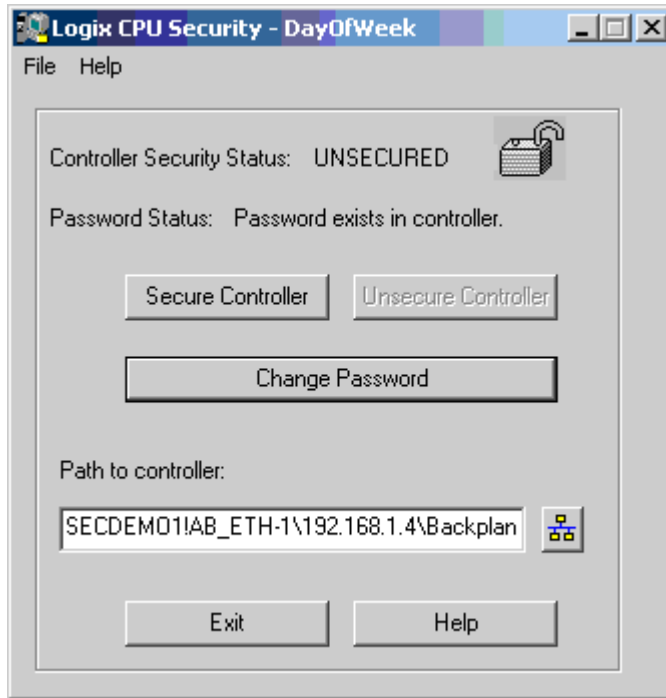 Logix CPU Security - DayOfWeek
File Help
Controller Security Status: UNSECURED
Password Status: Password exists in controller.
Secure Controller Unsecure Controller
Change Password
Path to controller:
SECDEMO1!AB_ETH-1\192.168.1.4\Backplan
Exit Help